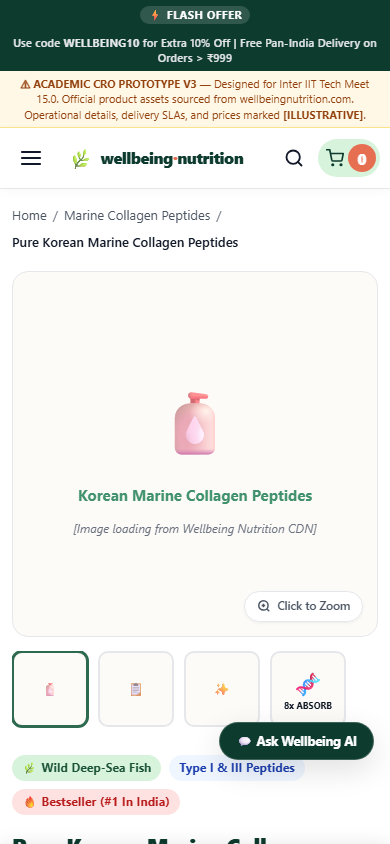 ⚡ FLASH OFFER
Use code WELLBEING10 for Extra 10% Off | Free Pan-India Delivery on
Orders > ₹999
⚠ ACADEMIC CRO PROTOTYPE V3 — Designed for Inter IIT Tech Meet
15.0. Official product assets sourced from wellbeingnutrition.com.
Operational details, delivery SLAs, and prices marked [ILLUSTRATIVE].
wellbeing·nutrition
0
Home / Marine Collagen Peptides /
Pure Korean Marine Collagen Peptides
Korean Marine Collagen Peptides
[Image loading from Wellbeing Nutrition CDN]
Click to Zoom
8x ABSORB
Ask Wellbeing AI
Wild Deep-Sea Fish
Type I & III Peptides
Bestseller (#1 In India)